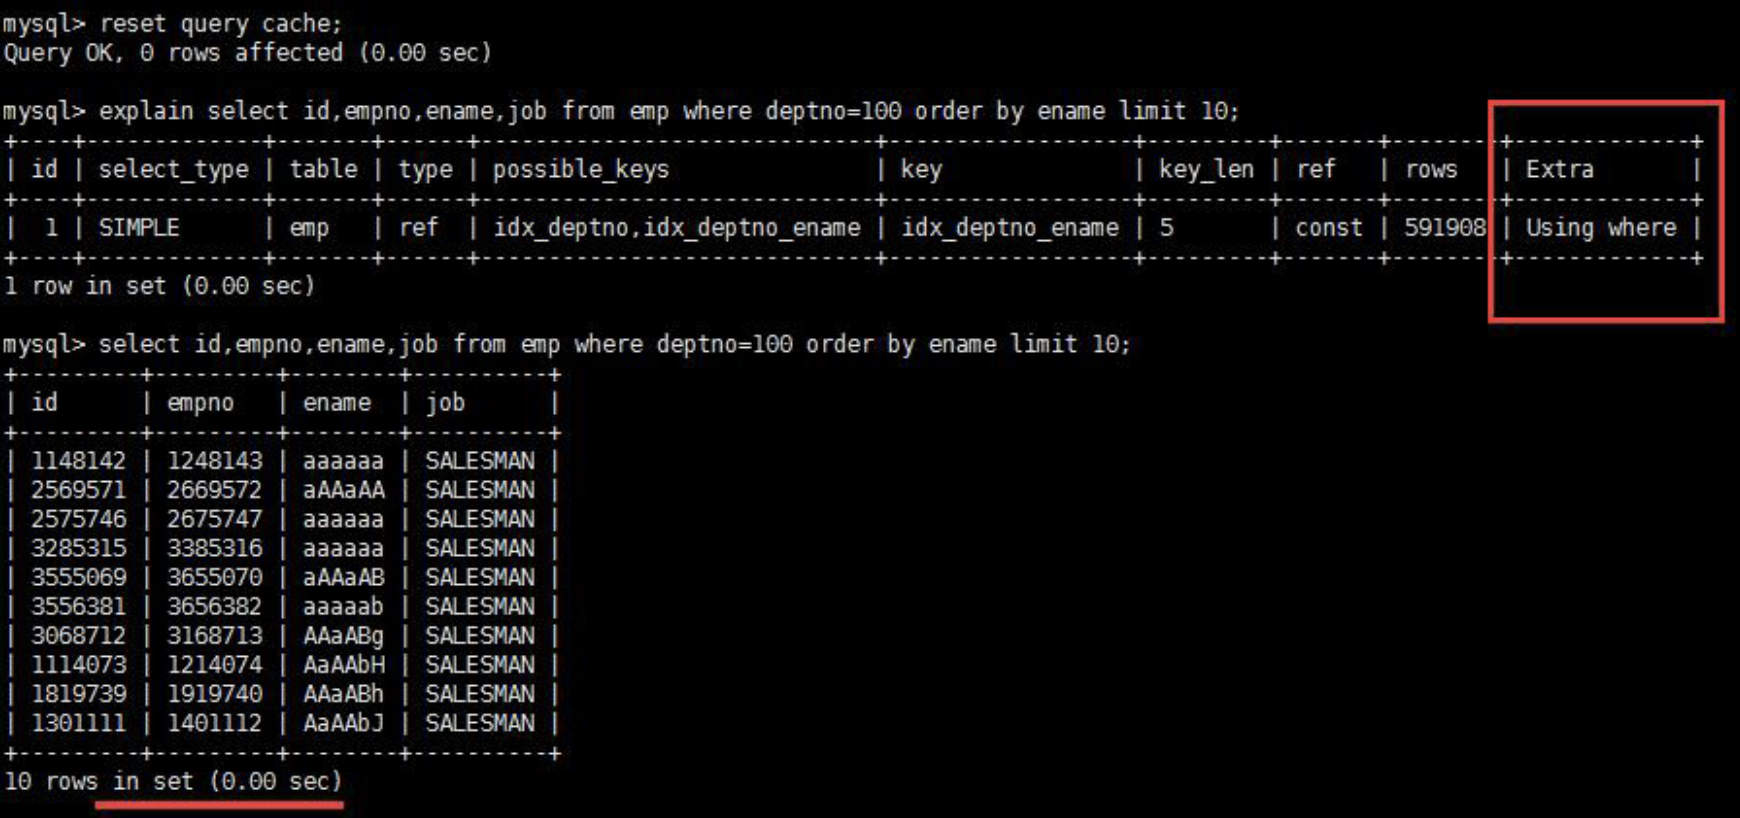 mysql> reset query cache;
Query OK, 0 rows affected (0.00 sec)
mysql> explain select id,empno,ename,job from emp where deptno=100 order by ename limit 10;
+----+-------------+-------+------+-----------------------------+------------------+---------+-------+--------+-------------+
| id | select_type | table | type | possible_keys               | key              | key_len | ref   | rows   | Extra       |
+----+-------------+-------+------+-----------------------------+------------------+---------+-------+--------+-------------+
|  1 | SIMPLE      | emp   | ref  | idx_deptno,idx_deptno_ename | idx_deptno_ename | 5       | const | 591908 | Using where |
+----+-------------+-------+------+-----------------------------+------------------+---------+-------+--------+-------------+
1 row in set (0.00 sec)
mysql> select id,empno,ename,job from emp where deptno=100 order by ename limit 10;
+---------+---------+--------+----------+
| id      | empno   | ename  | job      |
+---------+---------+--------+----------+
| 1148142 | 1248143 | aaaaaa | SALESMAN |
| 2569571 | 2669572 | aAAaAA | SALESMAN |
| 2575746 | 2675747 | aaaaaa | SALESMAN |
| 3285315 | 3385316 | aaaaaa | SALESMAN |
| 3555069 | 3655070 | aAAaAB | SALESMAN |
| 3556381 | 3656382 | aaaaab | SALESMAN |
| 3068712 | 3168713 | AAaABg | SALESMAN |
| 1114073 | 1214074 | AaAAbH | SALESMAN |
| 1819739 | 1919740 | AAaABh | SALESMAN |
| 1301111 | 1401112 | AaAAbJ | SALESMAN |
+---------+---------+--------+----------+
10 rows in set (0.00 sec)